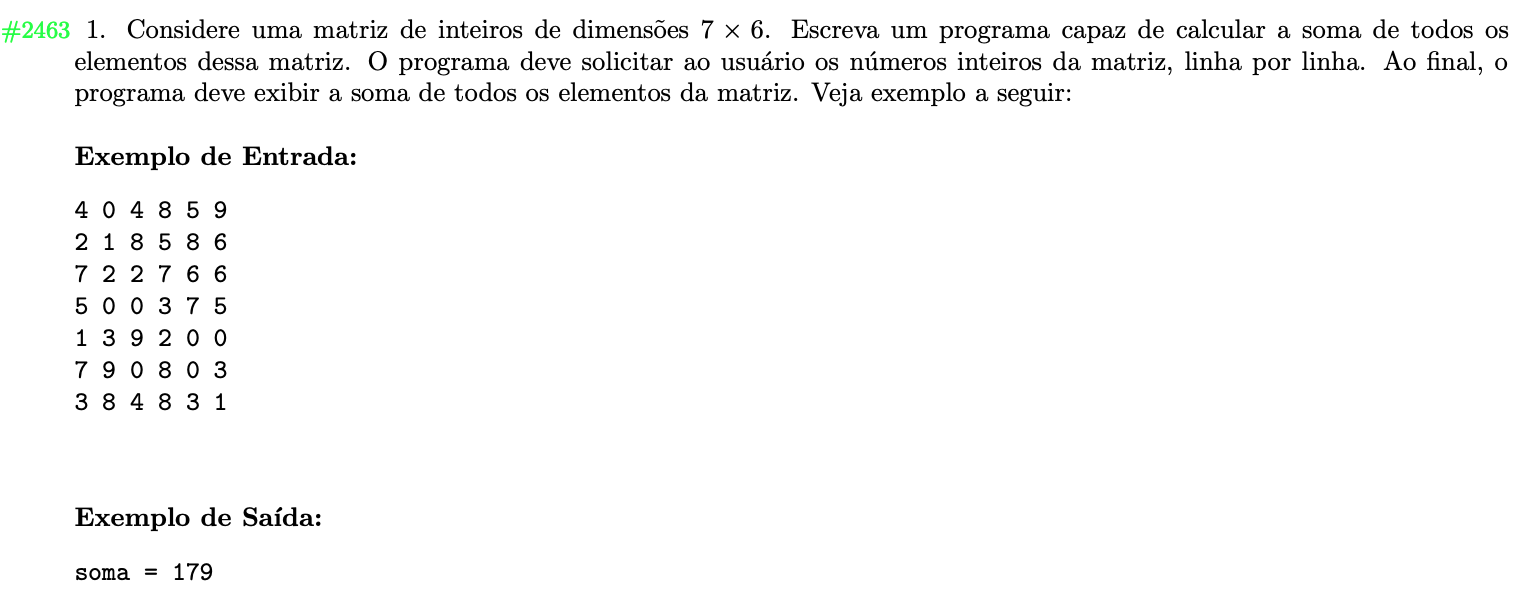 #2463 1. Considere uma matriz de inteiros de dimensões 7 × 6. Escreva um programa capaz de calcular a soma de todos os
elementos dessa matriz. O programa deve solicitar ao usuário os números inteiros da matriz, linha por linha. Ao final, o
programa deve exibir a soma de todos os elementos da matriz. Veja exemplo a seguir:
Exemplo de Entrada:
4 0 4 8 5 9
2 1 8 5 8 6
7 2 2 7 6 6
5 0 0 3 7 5
1 3 9 2 0 0
7 9 0 8 0 3
3 8 4 8 3 1
Exemplo de Saída:
soma = 179